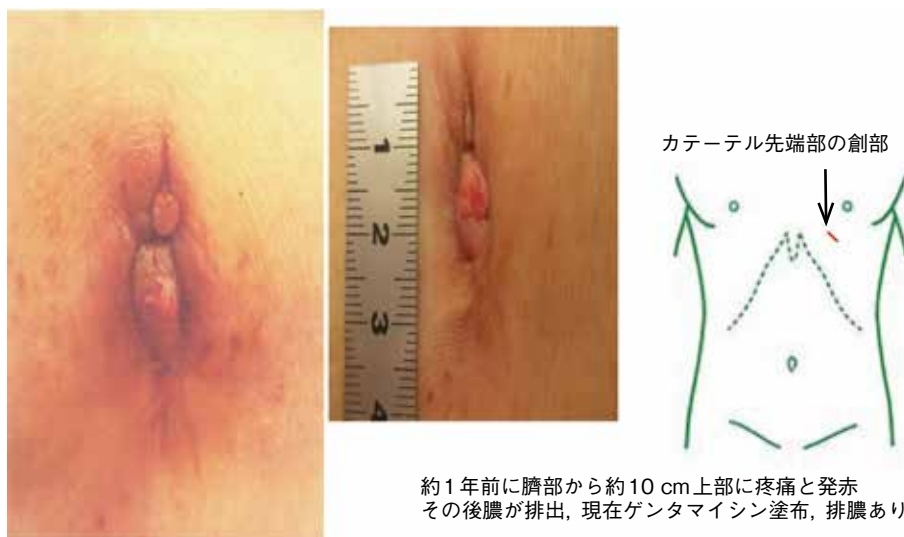 カテーテル先端部の創部
1
2
3
4
約1年前に臍部から約10 cm上部に疼痛と発赤
その後膿が排出, 現在ゲンタマイシン塗布, 排膿あり